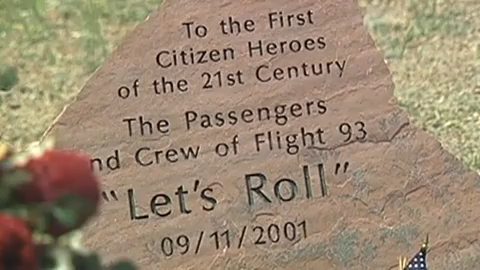 To the First
Citizen Heroes
of the 21st Century
The Passengers
nd Crew of Flight 93
"Let's Roll"
09/11/2001